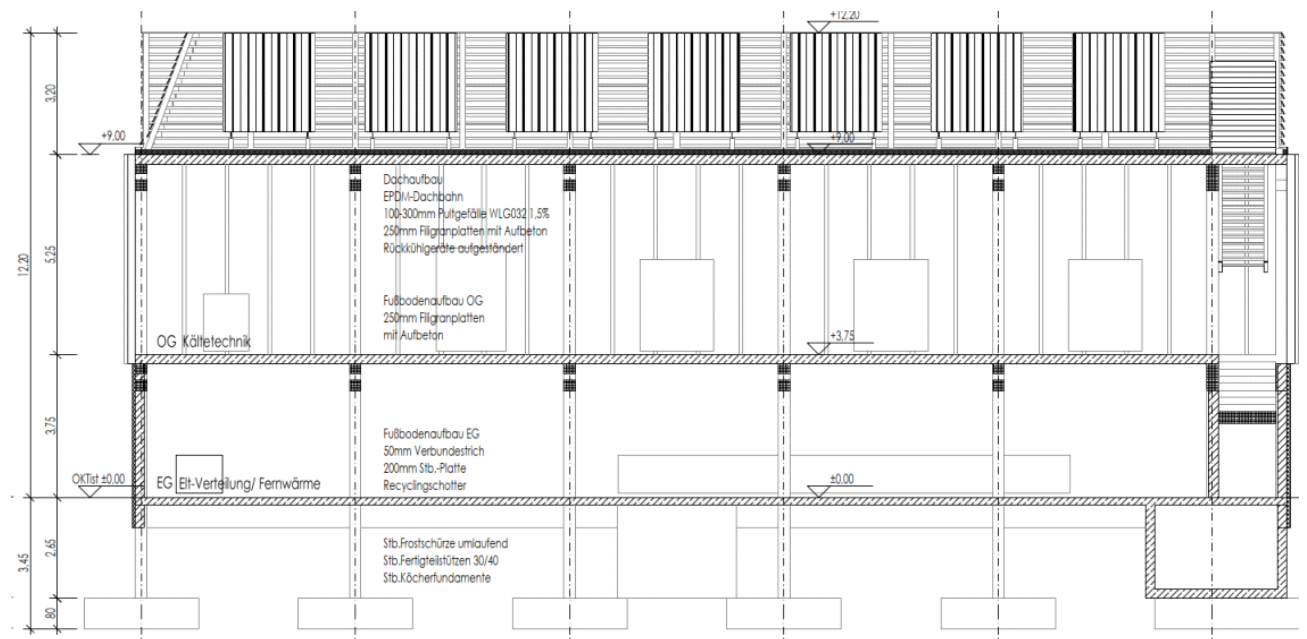 +12,20
3,20
+9,00
+9,00
Dachaufbau
EPDM-Dachbahn
100-300mm Pultgefälle WLG032 1,5%
250mm Filigranplatten mit Aufbeton
Rückkühlgeräte aufgeständert
12,20
5,25
Fußbodenaufbau OG
250mm Filigranplatten
mit Aufbeton
OG Kältetechnik
+3,75
3,75
Fußbodenaufbau EG
50mm Verbundestrich
200mm Stb.-Platte
Recyclingschotter
OKTist ±0,00
EG Elt-Verteilung/ Fernwärme
±0,00
3,45
2,65
Stb.Frostschürze umlaufend
Stb.Fertigteilstützen 30/40
Stb.Köcherfundamente
80